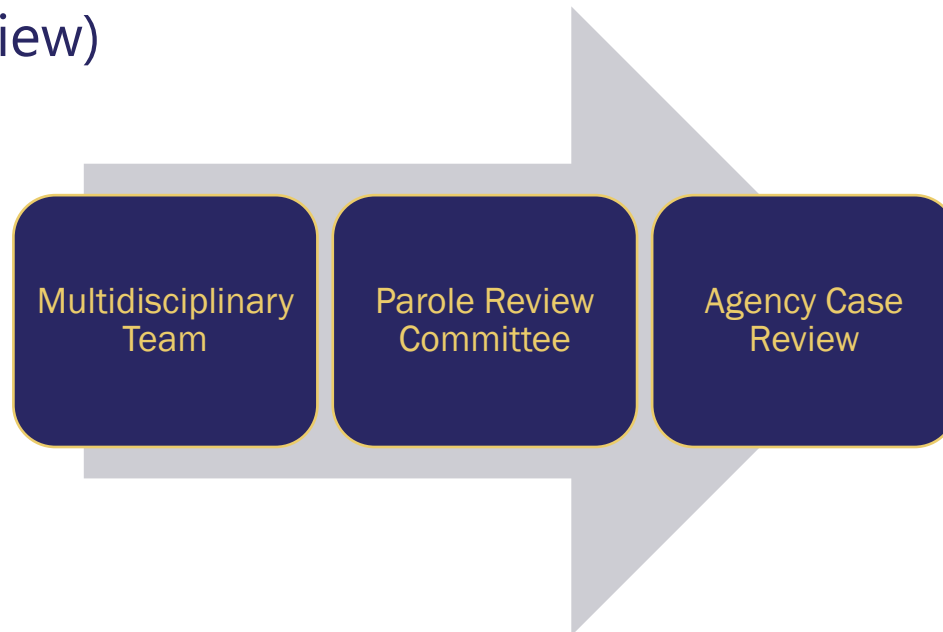 iew)
Multidisciplinary
Team
Parole Review
Committee
Agency Case
Review